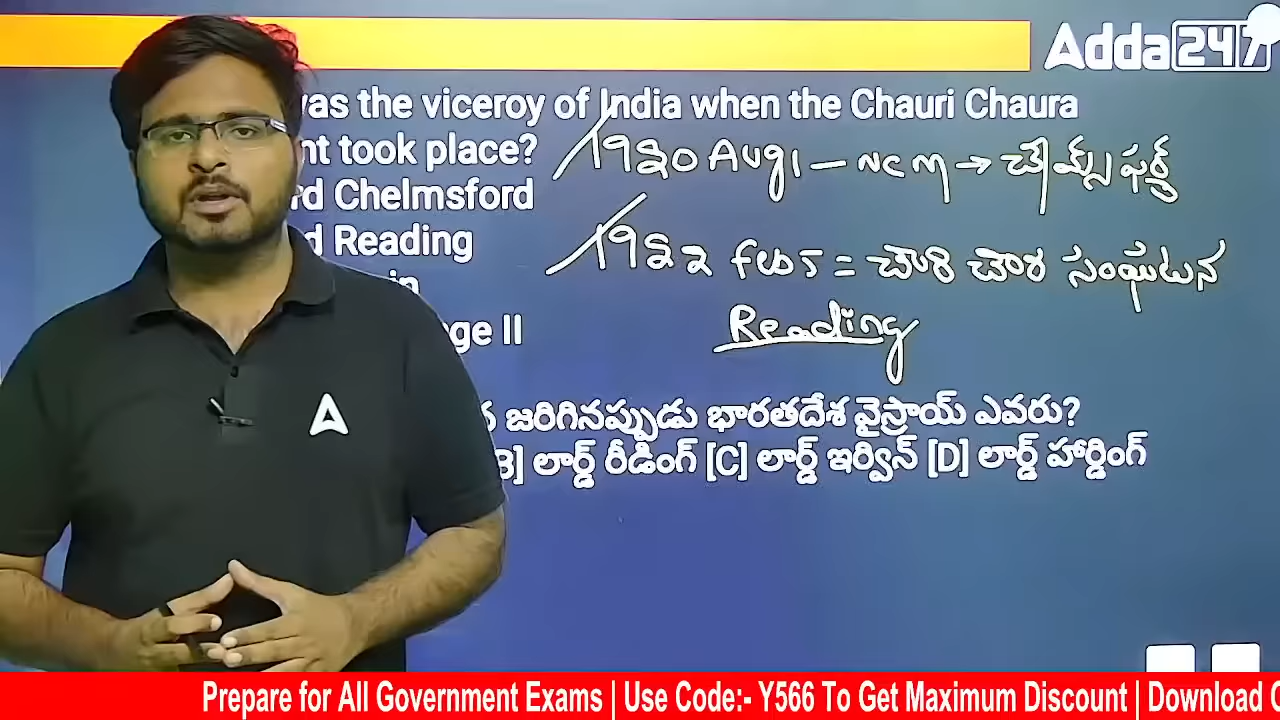 Adda247
was the viceroy of India when the Chauri Chaura
nt took place?
1920 Aug 1 – NCM → చెమ్స్ఫర్డ్
rd Chelmsford
d Reading
1922 Feb 5 = చౌరి చౌరా సంఘటన
in
Reading
ge II
జరిగినప్పుడు భారతదేశ వైస్రాయ్ ఎవరు?
B] లార్డ్ రీడింగ్ [C] లార్డ్ ఇర్విన్ [D] లార్డ్ హార్డింగ్
Prepare for All Government Exams | Use Code:- Y566 To Get Maximum Discount | Download